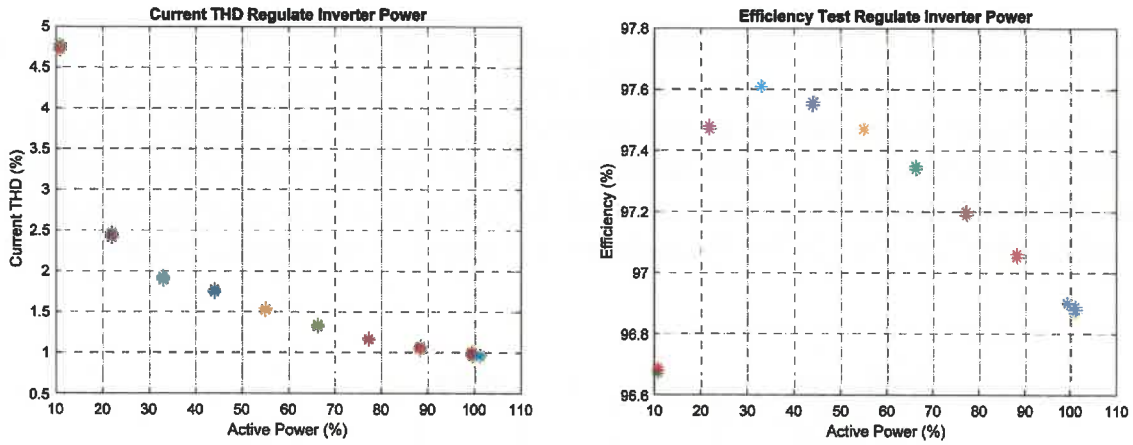 Current THD Regulate Inverter Power
5
4.5
4
3.5
3
2.5
2
1.5
1
0.5
Current THD (%)
10 20 30 40 50 60 70 80 90 100 110
Active Power (%)
Efficiency Test Regulate Inverter Power
97.8
97.6
97.4
97.2
97
96.8
96.6
Efficiency (%)
10 20 30 40 50 60 70 80 90 100 110
Active Power (%)